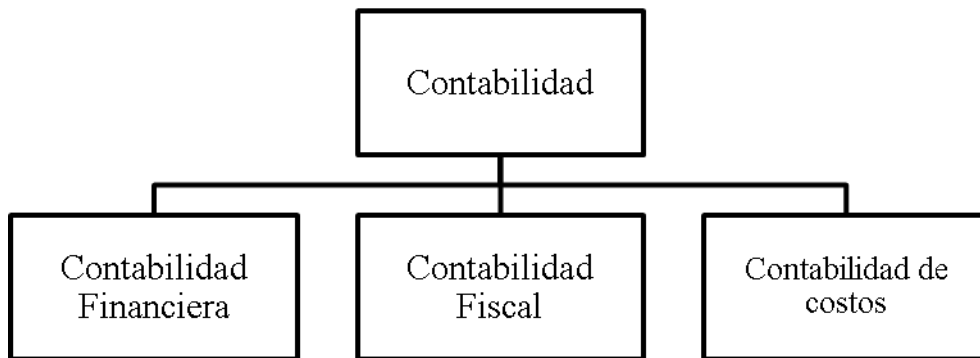 Contabilidad
Contabilidad
Financiera
Contabilidad
Fiscal
Contabilidad de
costos